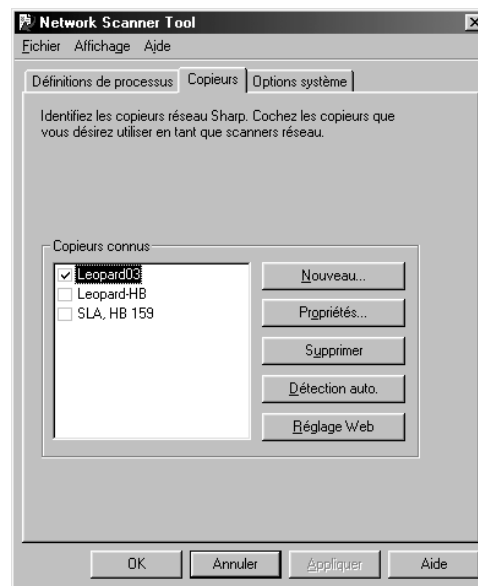 Network Scanner Tool
Fichier Affichage Aide
Définitions de processus Copieurs Options système
Identifiez les copieurs réseau Sharp. Cochez les copieurs que
vous désirez utiliser en tant que scanners réseau.
Copieurs connus
Leopard03
Leopard-HB
SLA, HB 159
Nouveau...
Propriétés...
Supprimer
Détection auto.
Réglage Web
OK Annuler Appliquer Aide